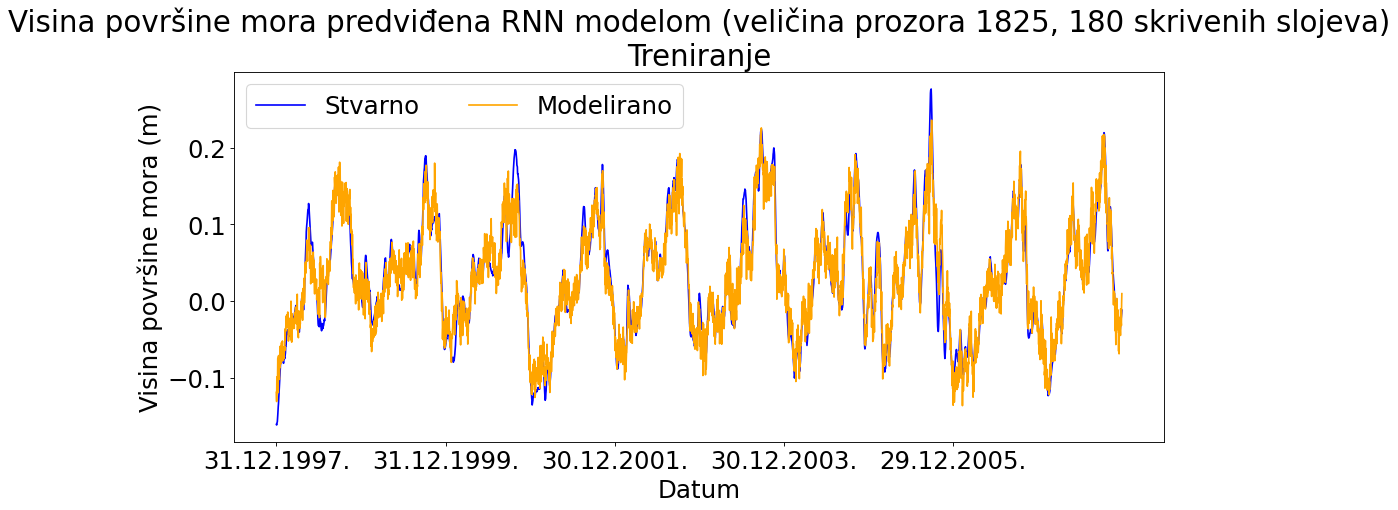 Visina površine mora predviđena RNN modelom (veličina prozora 1825, 180 skrivenih slojeva)
Treniranje
Stvarno
Modelirano
Visina površine mora (m)
0.2
0.1
0.0
−0.1
31.12.1997.
31.12.1999.
30.12.2001.
30.12.2003.
29.12.2005.
Datum